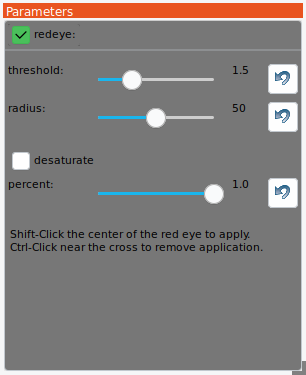 Parameters
redeye:
threshold: 1.5
radius: 50
desaturate
percent: 1.0
Shift-Click the center of the red eye to apply.
Ctrl-Click near the cross to remove application.